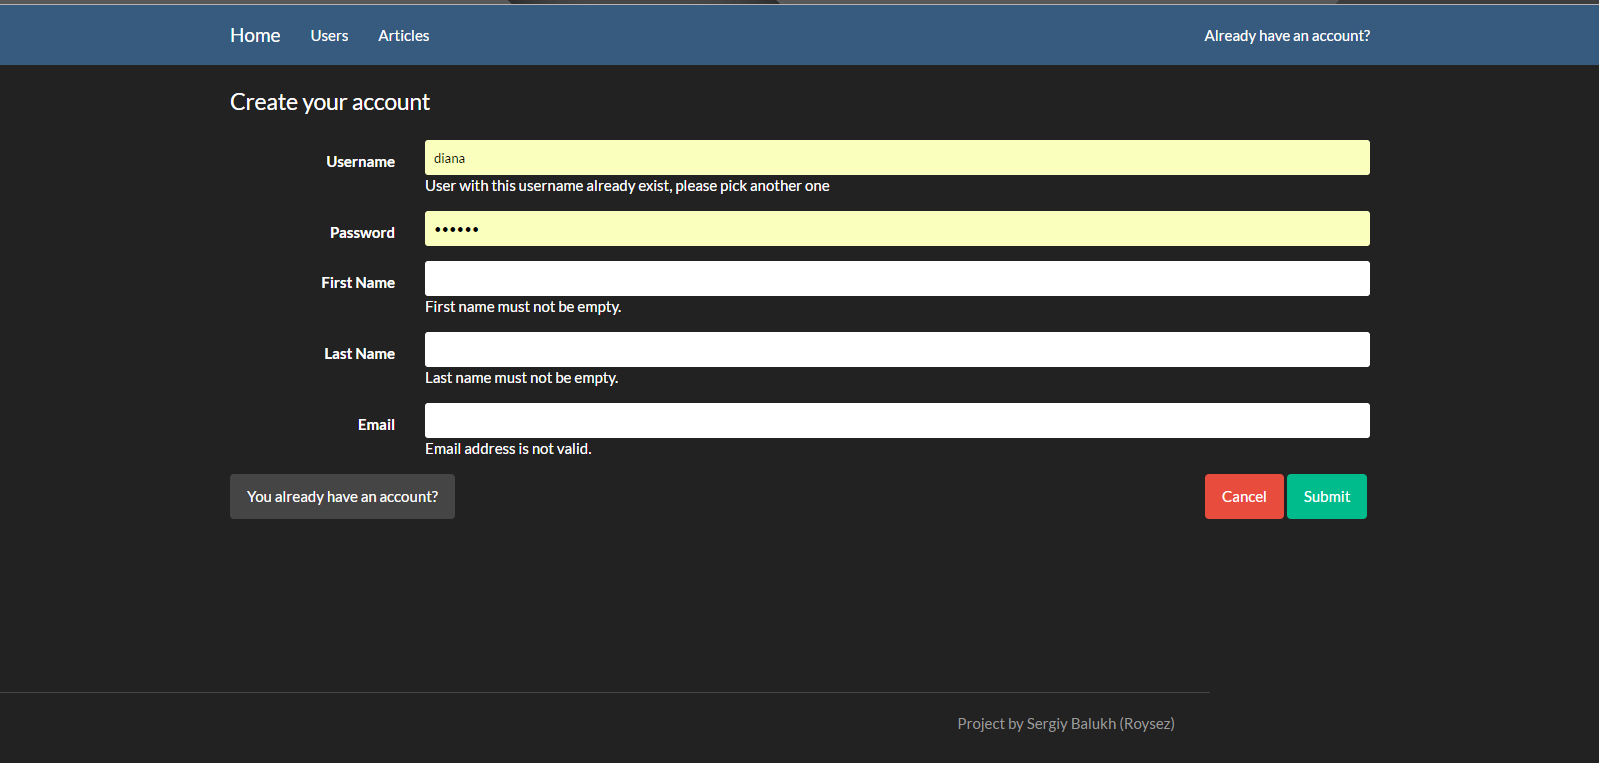 Home Users Articles Already have an account?
Create your account
Username diana
User with this username already exist, please pick another one
Password ••••••
First Name
First name must not be empty.
Last Name
Last name must not be empty.
Email
Email address is not valid.
You already have an account? Cancel Submit
Project by Sergiy Balukh (Roysez)